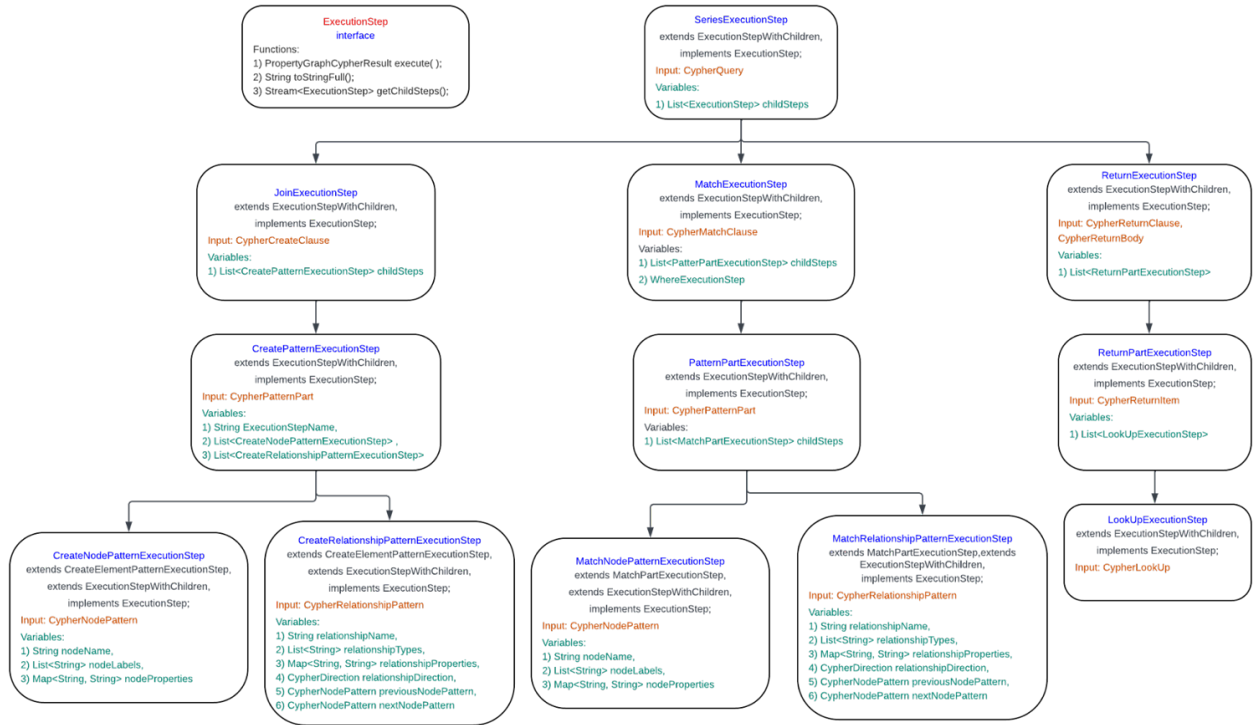 ExecutionStep
interface
Functions:
1) PropertyGraphCypherResult execute( );
2) String toStringFull();
3) Stream<ExecutionStep> getChildSteps();
SeriesExecutionStep
extends ExecutionStepWithChildren,
implements ExecutionStep;
Input: CypherQuery
Variables:
1) List<ExecutionStep> childSteps
JoinExecutionStep
extends ExecutionStepWithChildren,
implements ExecutionStep;
Input: CypherCreateClause
Variables:
1) List<CreatePatternExecutionStep> childSteps
MatchExecutionStep
extends ExecutionStepWithChildren,
implements ExecutionStep;
Input: CypherMatchClause
Variables:
1) List<PatterPartExecutionStep> childSteps
2) WhereExecutionStep
ReturnExecutionStep
extends ExecutionStepWithChildren,
implements ExecutionStep;
Input: CypherReturnClause,
CypherReturnBody
Variables:
1) List<ReturnPartExecutionStep>
CreatePatternExecutionStep
extends ExecutionStepWithChildren,
implements ExecutionStep;
Input: CypherPatternPart
Variables:
1) String ExecutionStepName,
2) List<CreateNodePatternExecutionStep> ,
3) List<CreateRelationshipPatternExecutionStep>
PatternPartExecutionStep
extends ExecutionStepWithChildren,
implements ExecutionStep;
Input: CypherPatternPart
Variables:
1) List<MatchPartExecutionStep> childSteps
ReturnPartExecutionStep
extends ExecutionStepWithChildren,
implements ExecutionStep;
Input: CypherReturnItem
Variables:
1) List<LookUpExecutionStep>
CreateNodePatternExecutionStep
extends CreateElementPatternExecutionStep,
extends ExecutionStepWithChildren,
implements ExecutionStep;
Input: CypherNodePattern
Variables:
1) String nodeName,
2) List<String> nodeLabels,
3) Map<String, String> nodeProperties
CreateRelationshipPatternExecutionStep
extends CreateElementPatternExecutionStep,
extends ExecutionStepWithChildren,
implements ExecutionStep;
Input: CypherRelationshipPattern
Variables:
1) String relationshipName,
2) List<String> relationshipTypes,
3) Map<String, String> relationshipProperties,
4) CypherDirection relationshipDirection,
5) CypherNodePattern previousNodePattern,
6) CypherNodePattern nextNodePattern
MatchNodePatternExecutionStep
extends MatchPartExecutionStep,
extends ExecutionStepWithChildren,
implements ExecutionStep;
Input: CypherNodePattern
Variables:
1) String nodeName,
2) List<String> nodeLabels,
3) Map<String, String> nodeProperties
MatchRelationshipPatternExecutionStep
extends MatchPartExecutionStep,extends
ExecutionStepWithChildren,
implements ExecutionStep;
Input: CypherRelationshipPattern
Variables:
1) String relationshipName,
2) List<String> relationshipTypes,
3) Map<String, String> relationshipProperties,
4) CypherDirection relationshipDirection,
5) CypherNodePattern previousNodePattern,
6) CypherNodePattern nextNodePattern
LookUpExecutionStep
extends ExecutionStepWithChildren,
implements ExecutionStep;
Input: CypherLookUp